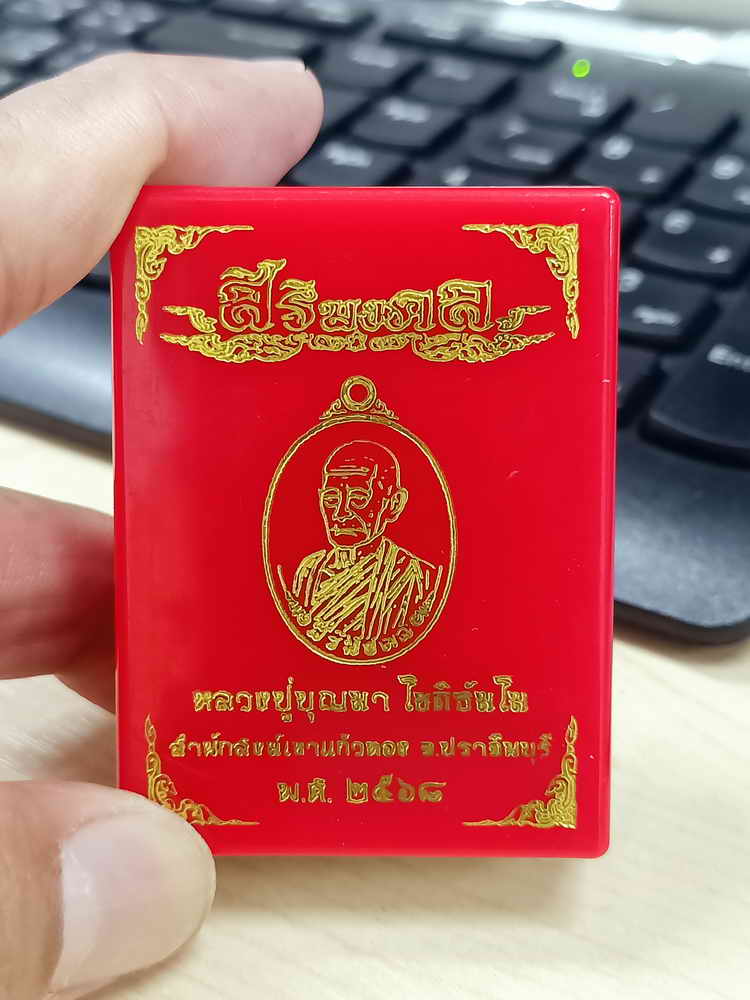 สิริมงคล
หลวงปู่บุญมา โชติธัมโม
สำนักสงฆ์เขาแก้วทอง จ.ปราจีนบุรี
พ.ศ. ๒๕๖๘